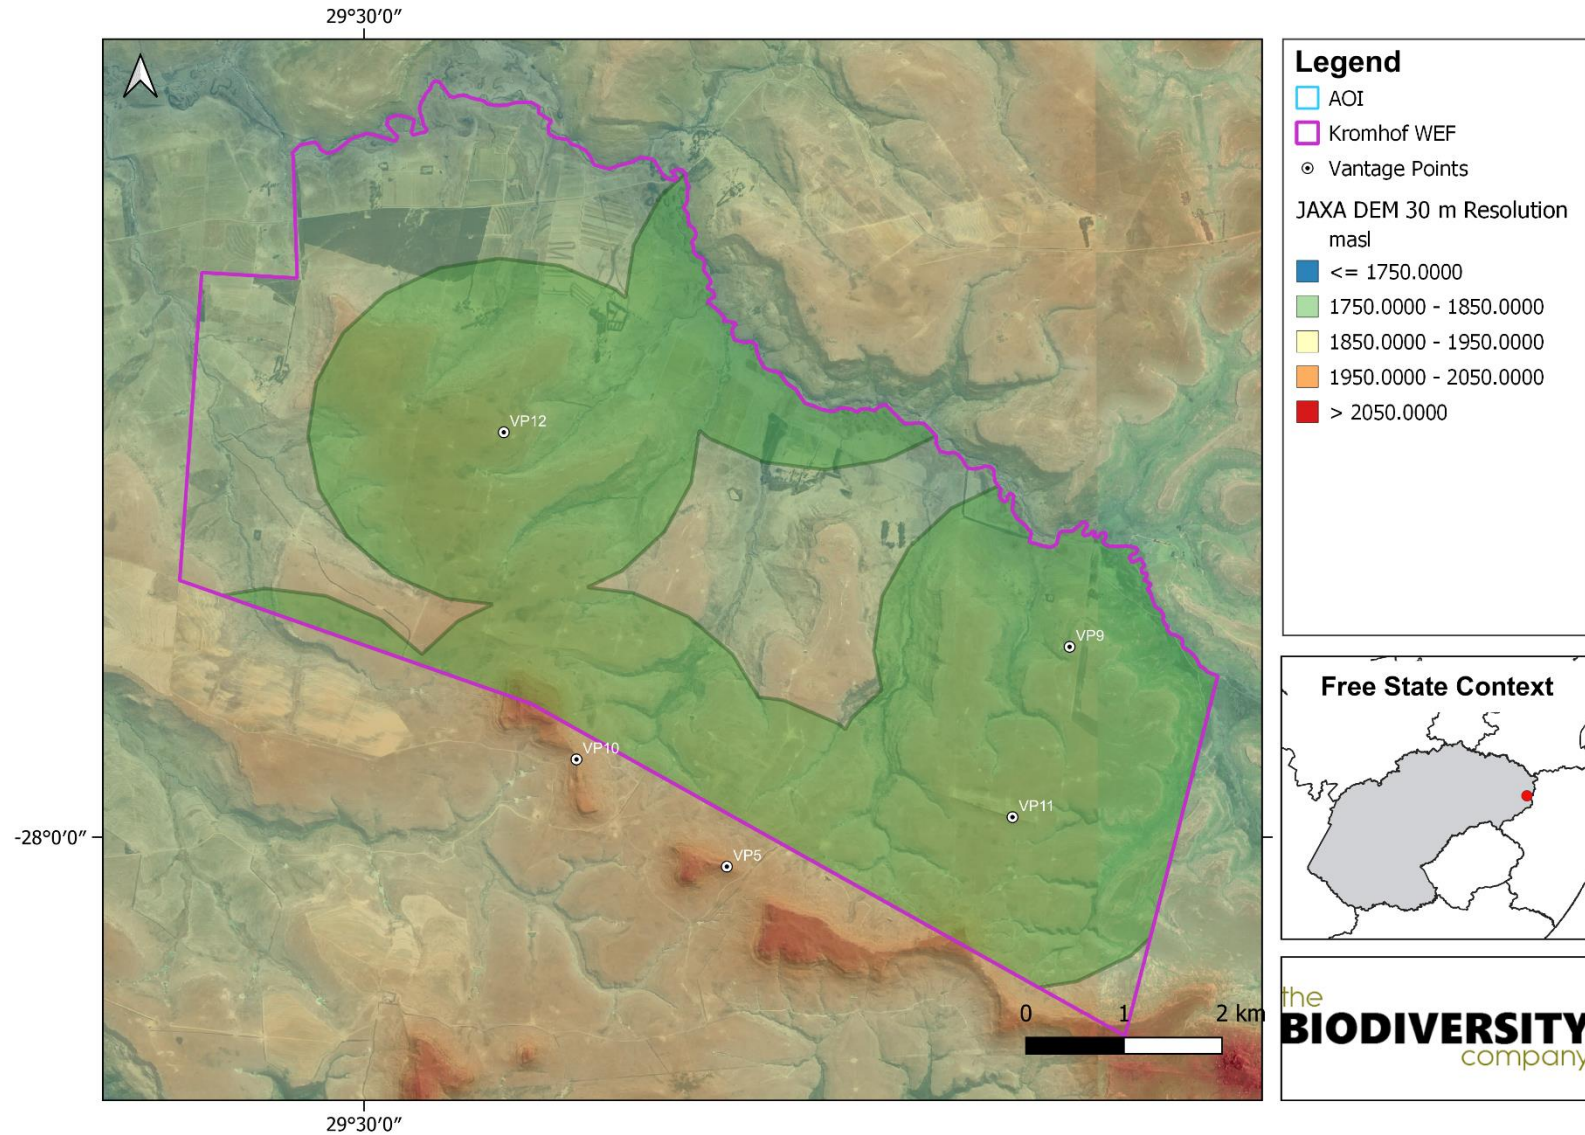 29°30′0″
Legend
AOI
Kromhof WEF
Vantage Points
JAXA DEM 30 m Resolution
masl
<= 1750.0000
1750.0000 - 1850.0000
1850.0000 - 1950.0000
1950.0000 - 2050.0000
> 2050.0000
VP12
VP9
VP10
VP11
VP5
-28°0′0″
0 1 2 km
29°30′0″
Free State Context
the
BIODIVERSITY
company